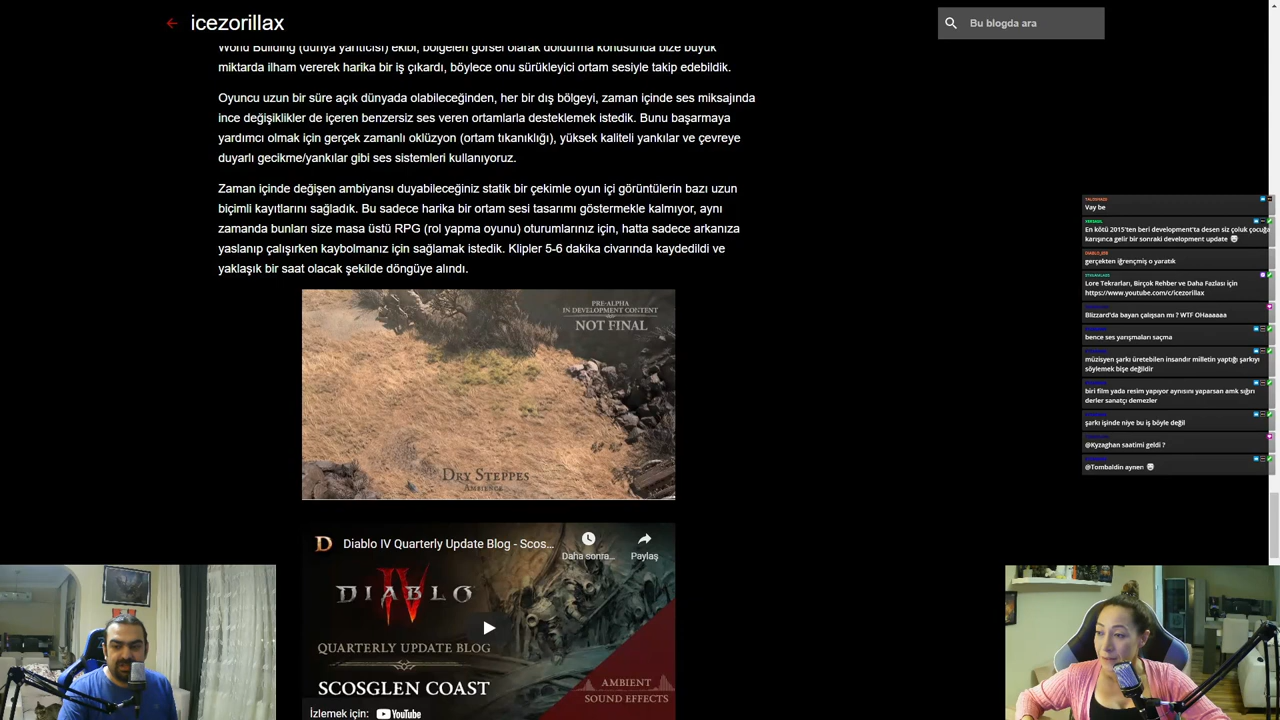 icezorillax
Bu blogda ara
World Building (dünya yaratıcısı) ekibi, bölgeleri görsel olarak doldurma konusunda bize büyük
miktarda ilham vererek harika bir iş çıkardı, böylece onu sürükleyici ortam sesiyle takip edebildik.
Oyuncu uzun bir süre açık dünyada olabileceğinden, her bir dış bölgeyi, zaman içinde ses miksajında
ince değişiklikler de içeren benzersiz ses veren ortamlarla desteklemek istedik. Bunu başarmaya
yardımcı olmak için gerçek zamanlı oklüzyon (ortam tıkanıklığı), yüksek kaliteli yankılar ve çevreye
duyarlı gecikme/yankılar gibi ses sistemleri kullanıyoruz.
Zaman içinde değişen ambiyansı duyabileceğiniz statik bir çekimle oyun içi görüntülerin bazı uzun
biçimli kayıtlarını sağladık. Bu sadece harika bir ortam sesi tasarımı göstermekle kalmıyor, aynı
zamanda bunları size masa üstü RPG (rol yapma oyunu) oturumlarınız için, hatta sadece arkanıza
yaslanıp çalışırken kaybolmanız için sağlamak istedik. Klipler 5-6 dakika civarında kaydedildi ve
yaklaşık bir saat olacak şekilde döngüye alındı.
PRE-ALPHA
IN DEVELOPMENT CONTENT
NOT FINAL
DRY STEPPES
AMBIENCE
Diablo IV Quarterly Update Blog - Scos...
Daha sonra...
Paylaş
DIABLO IV
QUARTERLY UPDATE BLOG
SCOSGLEN COAST
AMBIENT
SOUND EFFECTS
İzlemek için: YouTube
Vay be
En kötü 2015'ten beri development'ta desen siz çoluk çocuğa
karışınca gelir bir sonraki development update
gerçekten iğrençmiş o yaratık
Lore Tekrarları, Birçok Rehber ve Daha Fazlası için
https://www.youtube.com/c/icezorillax
Blizzard'da bayan çalışsan mı ? WTF OHaaaaaa
bence ses yarışmaları saçma
müzisyen şarkı üretebilen insandır milletin yaptığı şarkıyı
söylemek bişe değildir
biri film yada resim yapıyor aynısını yaparsan amk sığırı
derler sanatçı demezler
şarkı işinde niye bu iş böyle değil
@Kyzaghan saatimi geldi ?
@Tombaldin aynen